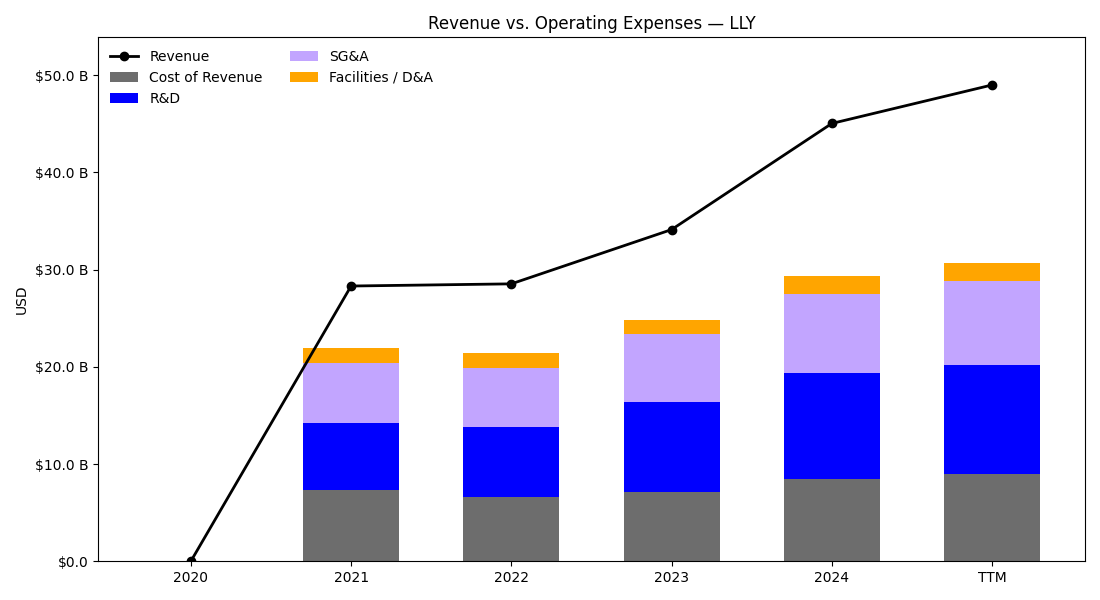 Revenue vs. Operating Expenses — LLY
Revenue
Cost of Revenue
R&D
SG&A
Facilities / D&A
USD
$50.0 B
$40.0 B
$30.0 B
$20.0 B
$10.0 B
$0.0
2020 2021 2022 2023 2024 TTM